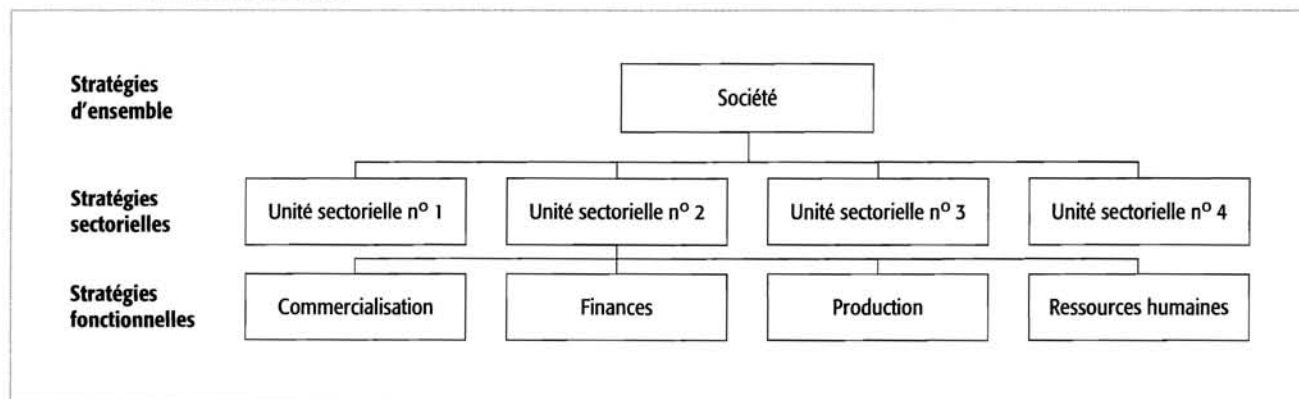 Stratégies
d'ensemble
Société
Stratégies
sectorielles
Unité sectorielle nº 1
Unité sectorielle nº 2
Unité sectorielle nº 3
Unité sectorielle nº 4
Stratégies
fonctionnelles
Commercialisation
Finances
Production
Ressources humaines